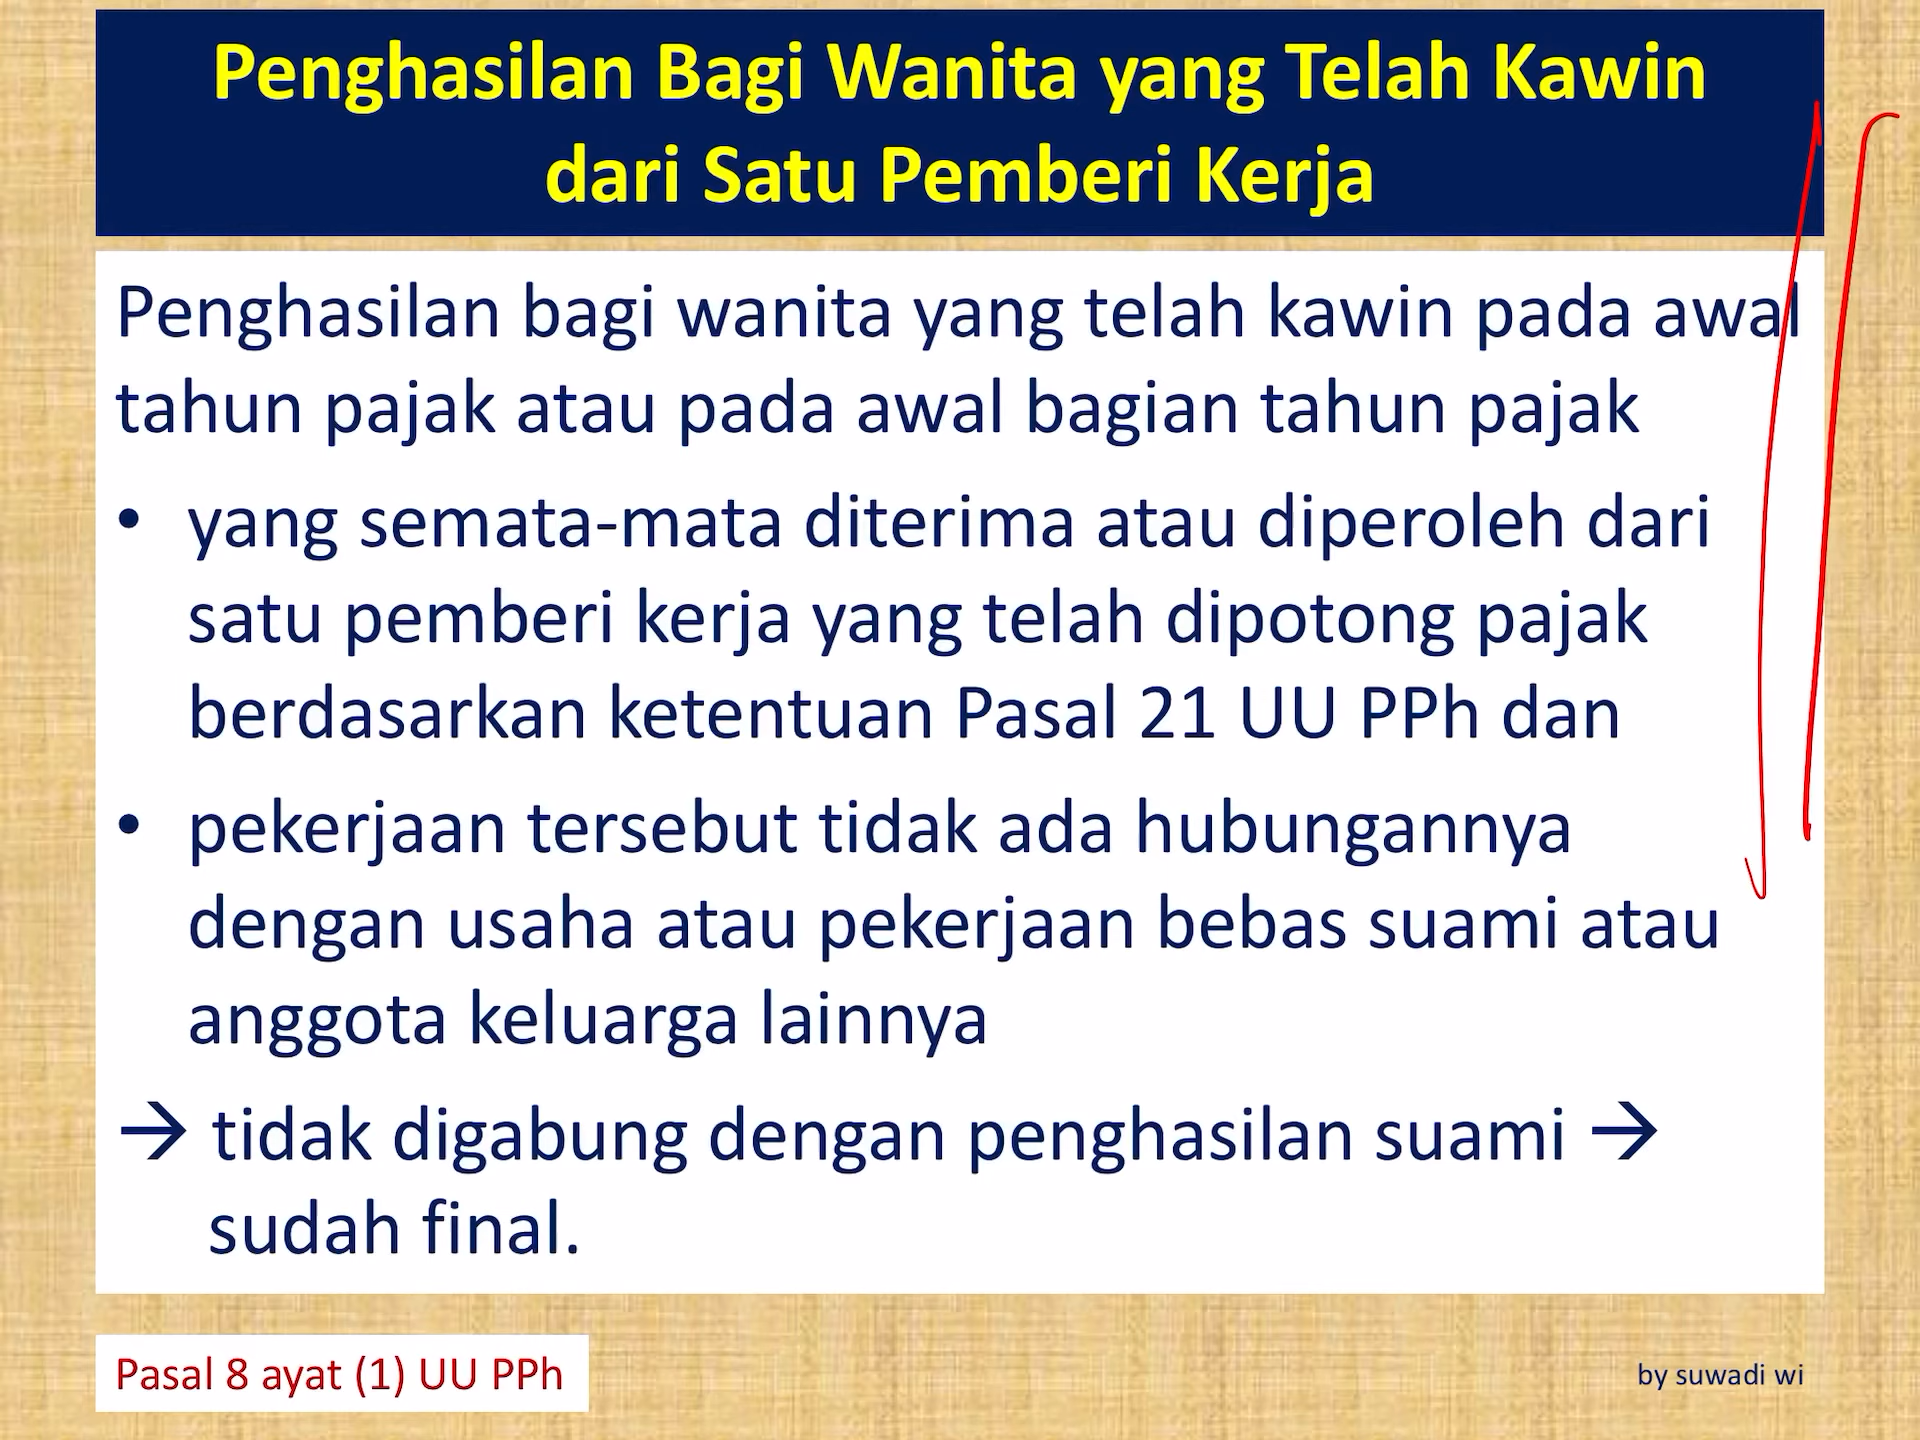 Penghasilan Bagi Wanita yang Telah Kawin
dari Satu Pemberi Kerja
Penghasilan bagi wanita yang telah kawin pada awal
tahun pajak atau pada awal bagian tahun pajak
• yang semata-mata diterima atau diperoleh dari
satu pemberi kerja yang telah dipotong pajak
berdasarkan ketentuan Pasal 21 UU PPh dan
• pekerjaan tersebut tidak ada hubungannya
dengan usaha atau pekerjaan bebas suami atau
anggota keluarga lainnya
→ tidak digabung dengan penghasilan suami →
sudah final.
Pasal 8 ayat (1) UU PPh
by suwadi wi